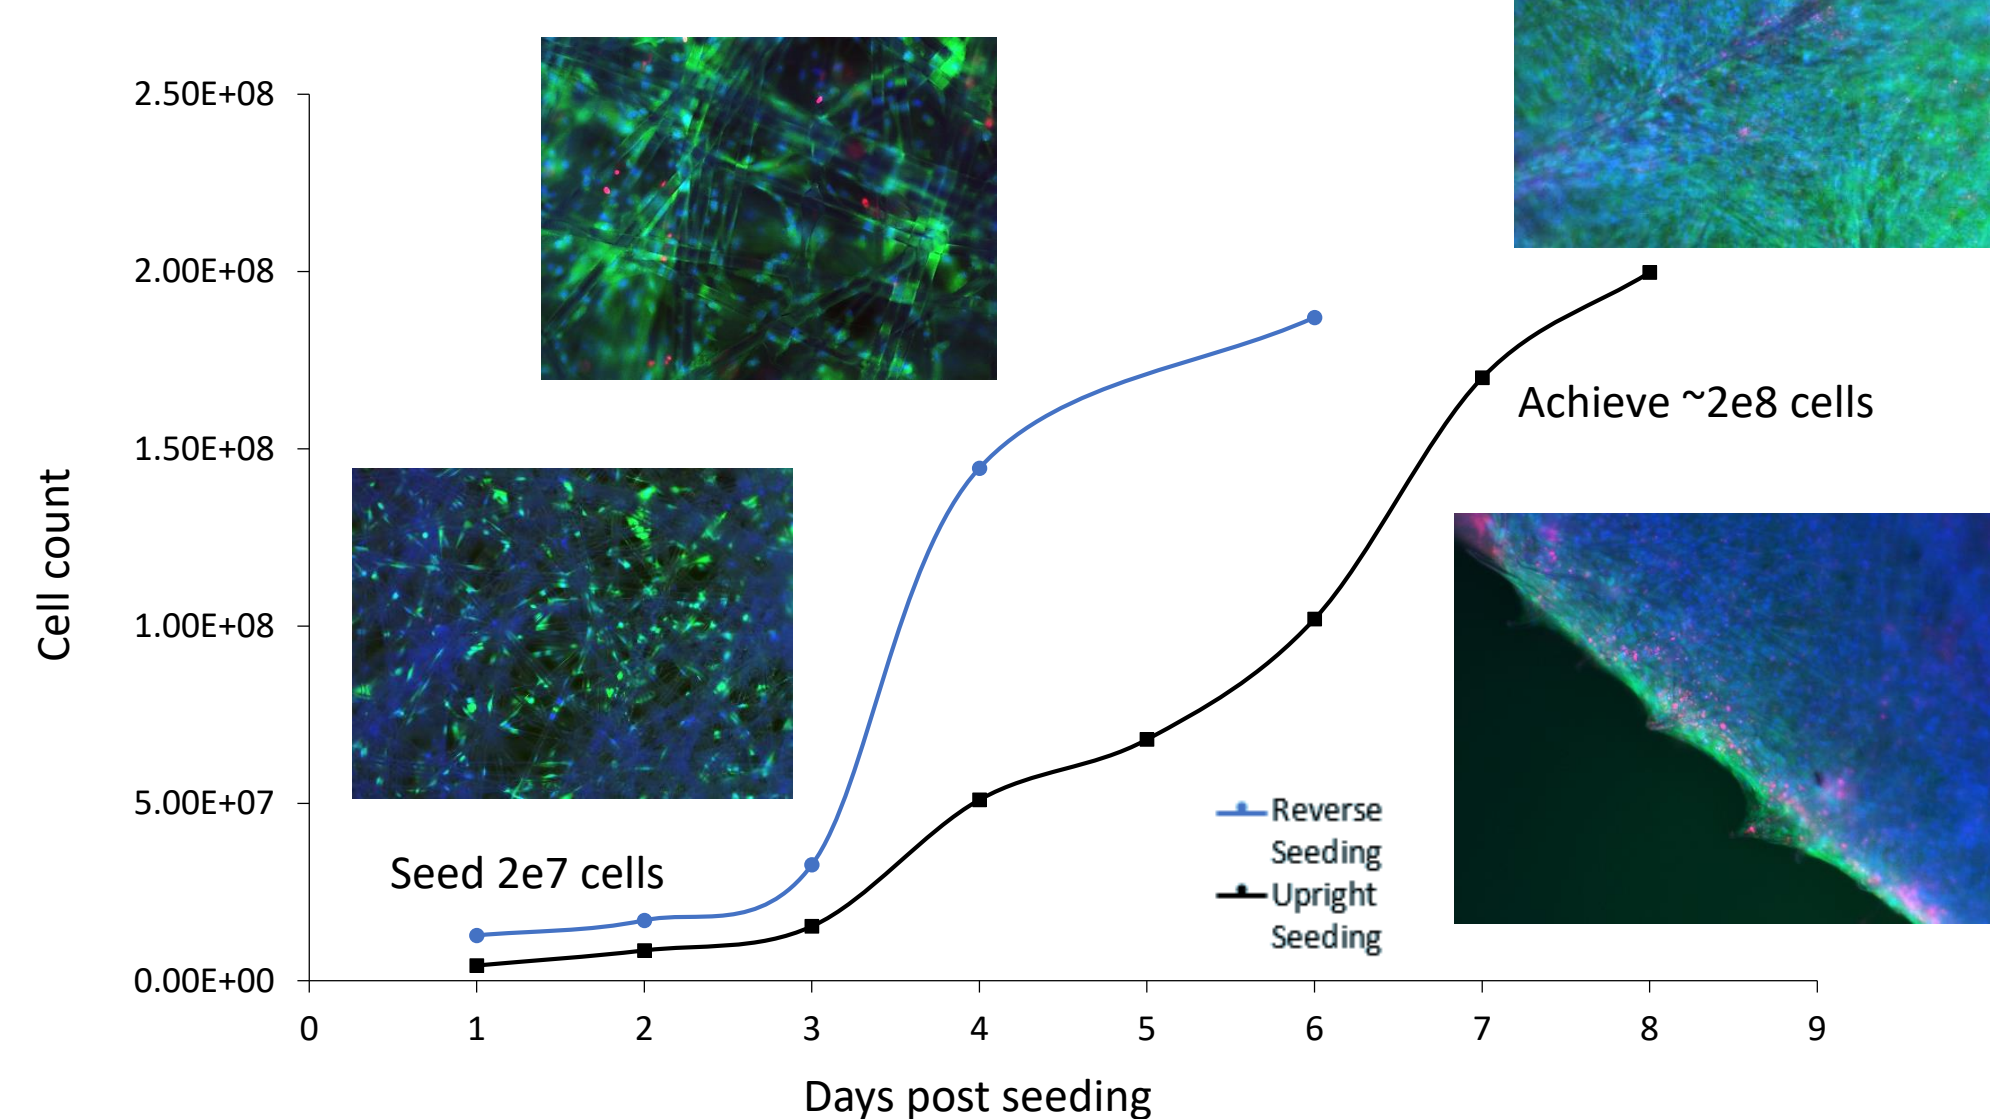 2.50E+08
2.00E+08
1.50E+08
1.00E+08
5.00E+07
0.00E+00
Cell count
Seed 2e7 cells
Achieve ~2e8 cells
Reverse
Seeding
Upright
Seeding
0 1 2 3 4 5 6 7 8 9
Days post seeding